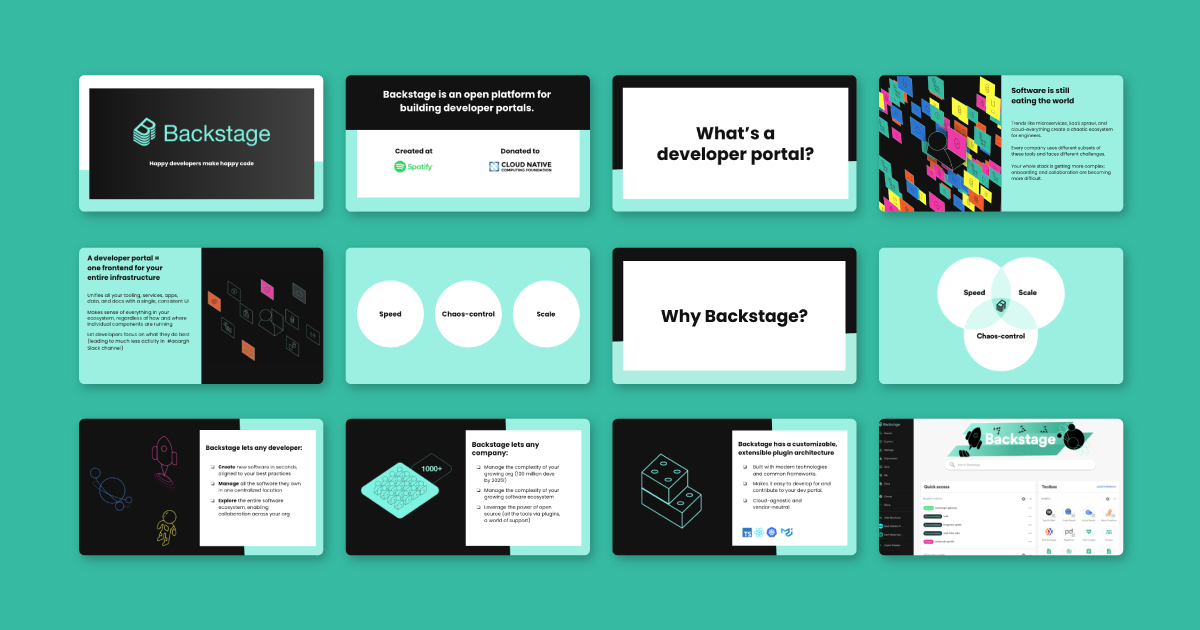 Backstage
Happy developers make happy code
Backstage is an open platform for
building developer portals.
Created at
Spotify
Donated to
CLOUD NATIVE
COMPUTING FOUNDATION
What's a
developer portal?
Software is still
eating the world
Trends like microservices, SaaS sprawl, and
cloud-everything create a chaotic ecosystem
for engineers.
Every company uses different subsets of
these tools and faces different challenges.
Your whole stack is getting more complex;
onboarding and collaboration are becoming
more difficult.
A developer portal =
one frontend for your
entire infrastructure
Unifies all your tooling, services, apps,
data, and docs with a single, consistent UI
Makes sense of everything in your
ecosystem, regardless of how and where
individual components are running
Let developers focus on what they do best
(leading to much less activity in
Slack channel)
Speed
Chaos-control
Scale
Why Backstage?
Speed
Scale
Chaos-control
Backstage lets any developer:
Create new software in seconds,
aligned to your best practices
Manage all the software they own
in one centralized location
Explore the entire software
ecosystem, enabling
collaboration across your org
1000+
Backstage lets any
company:
Manage the complexity of your
growing org (100 million devs
by 2025!)
Manage the complexity of your
growing software ecosystem
Leverage the power of open
source (all the tools via plugins,
a world of support)
Backstage has a customizable,
extensible plugin architecture
Built with modern technologies
and common frameworks.
Makes it easy to develop for and
contribute to your dev portal.
Cloud-agnostic and
vendor-neutral
TS
Backstage
Backstage
Quick access
Toolbox
pd